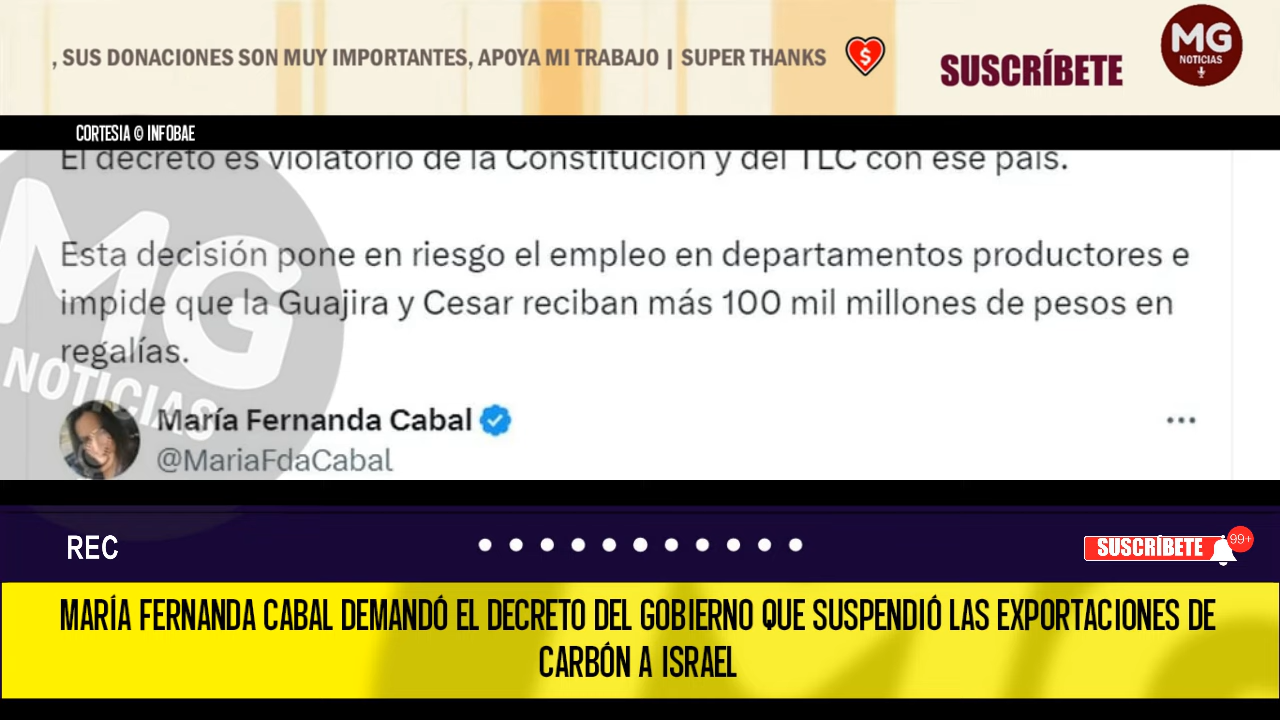 , SUS DONACIONES SON MUY IMPORTANTES, APOYA MI TRABAJO | SUPER THANKS
SUSCRÍBETE
MG
NOTICIAS
CORTESIA © INFOBAE
El decreto es violatorio de la Constitución y del TLC con ese país.
Esta decisión pone en riesgo el empleo en departamentos productores e
impide que la Guajira y Cesar reciban más 100 mil millones de pesos en
regalías.
MG
NOTICIAS
María Fernanda Cabal
@MariaFdaCabal
REC
SUSCRÍBETE
99+
MARÍA FERNANDA CABAL DEMANDÓ EL DECRETO DEL GOBIERNO QUE SUSPENDIÓ LAS EXPORTACIONES DE
CARBÓN A ISRAEL